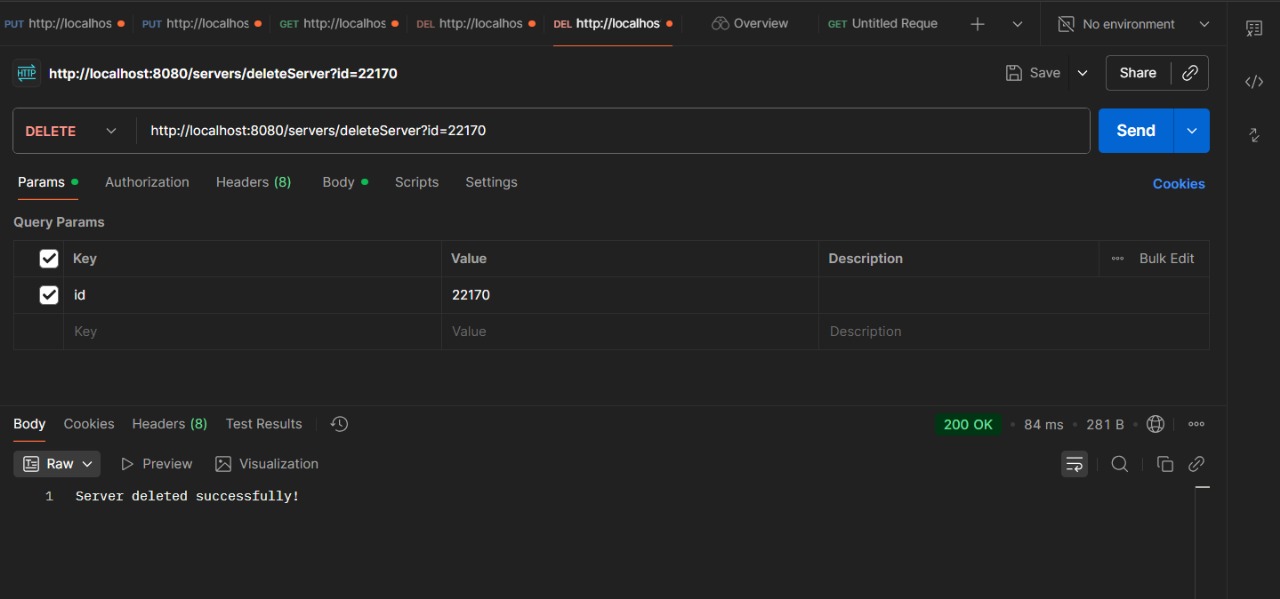 PUT http://localhos PUT http://localhos GET http://localhos DEL http://localhos DEL http://localhos Overview GET Untitled Reque No environment
HTTP http://localhost:8080/servers/deleteServer?id=22170 Save Share
DELETE http://localhost:8080/servers/deleteServer?id=22170 Send
Params Authorization Headers (8) Body Scripts Settings Cookies
Query Params
Key Value Description Bulk Edit
id 22170
Key Value Description
Body Cookies Headers (8) Test Results 200 OK 84 ms 281 B
Raw Preview Visualization
1 Server deleted successfully!